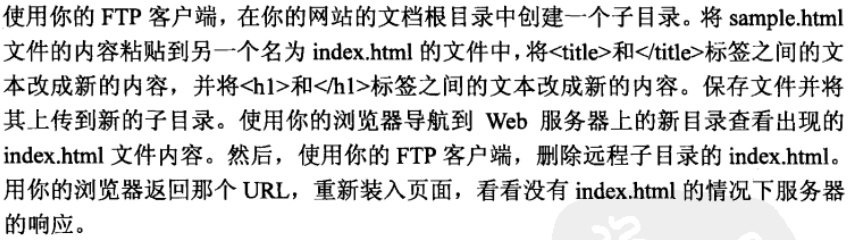 使用你的 FTP 客户端，在你的网站的文档根目录中创建一个子目录。将 sample.html
文件的内容粘贴到另一个名为 index.html 的文件中，将<title>和</title>标签之间的文
本改成新的内容，并将<h1>和</h1>标签之间的文本改成新的内容。保存文件并将
其上传到新的子目录。使用你的浏览器导航到 Web 服务器上的新目录查看出现的
index.html 文件内容。然后，使用你的 FTP 客户端，删除远程子目录的 index.html。
用你的浏览器返回那个 URL，重新装入页面，看看没有 index.html 的情况下服务器
的响应。